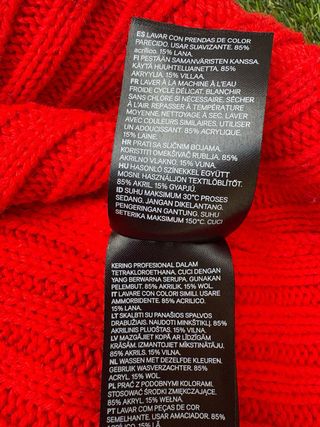 ES LAVAR CON PRENDAS DE COLOR
PARECIDO. USAR SUAVIZANTE. 85%
acrílico. 15% LANA.
FI PESTÄÄN SAMANVÄRISTEN KANSSA.
KÄYTÄ HUUHTELUAINETTA. 85%
AKRYYLIA. 15% VILLAA.
FR LAVER À LA MACHINE À L'EAU
FROIDE CYCLE DÉLICAT. BLANCHIR
SANS CHLORE SI NÉCESSAIRE. SÉCHER
À L'AIR. REPASSER À TEMPÉRATURE
MOYENNE. NETTOYAGE À SEC. LAVER
AVEC COULEURS SIMILAIRES. UTILISER
UN ADOUCISSANT. 85% ACRYLIQUE.
15% LAINE
HR PRATI SA SLIČNIM BOJAMA.
KORISTITI OMEKŠIVAČ RUBLJA. 85%
AKRILNO VLAKNO, 15% VUNA.
HU HASONLÓ SZÍNEKKEL EGYÜTT
MOSNI. HASZNÁLJON TEXTILÖBLÍTŐT.
85% AKRIL. 15% GYAPJÚ.
ID SUHU MAKSIMUM 30°C PROSES
SEDANG. JANGAN DIKELANTANG.
PENGERINGAN GANTUNG. SUHU
SETERIKA MAKSIMUM 150°C. CUCI
KERING PROFESIONAL DALAM
TETRAKLOROETHANA, CUCI DENGAN
YANG BERWARNA SERUPA, GUNAKAN
PELEMBUT. 85% AKRILIK, 15% WOL.
IT LAVARE CON COLORI SIMILI. USARE
AMMORBIDENTE. 85% ACRILICO.
15% LANA.
LT SKALBTI SU PANAŠIOS SPALVOS
DRABUŽIAIS. NAUDOTI MINKŠTIKLĮ. 85%
AKRILINIS PLUOŠTAS. 15% VILNA.
LV MAZGĀJIET KOPĀ AR LĪDZĪGĀM
KRĀSĀM. IZMANTOJIET MĪKSTINĀTĀJU.
85% AKRILS. 15% VILNA.
NL WASSEN MET DEZELFDE KLEUREN.
GEBRUIK WASVERZACHTER. 85%
ACRYL. 15% WOL.
PL PRAĆ Z PODOBNYMI KOLORAMI.
STOSOWAĆ ŚRODKI ZMIĘKCZAJĄCE.
85% AKRYL. 15% WEŁNA.
PT LAVAR COM PEÇAS DE COR
SEMELHANTE. USAR AMACIADOR. 85%